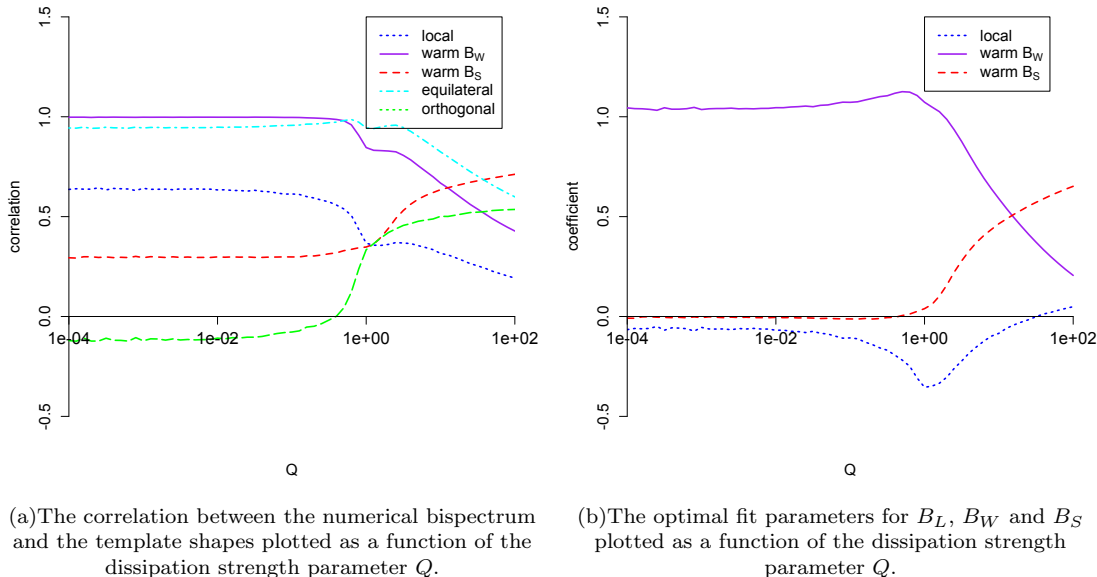 1.5
1.0
0.5
0.0
-0.5
correlation
1e-04
1e-02
1e+00
1e+02
Q
local
warm B_W
warm B_S
equilateral
orthogonal
(a)The correlation between the numerical bispectrum
and the template shapes plotted as a function of the
dissipation strength parameter Q.
1.5
1.0
0.5
0.0
-0.5
coefficient
1e-04
1e-02
1e+00
1e+02
Q
local
warm B_W
warm B_S
(b)The optimal fit parameters for B_L, B_W and B_S
plotted as a function of the dissipation strength
parameter Q.